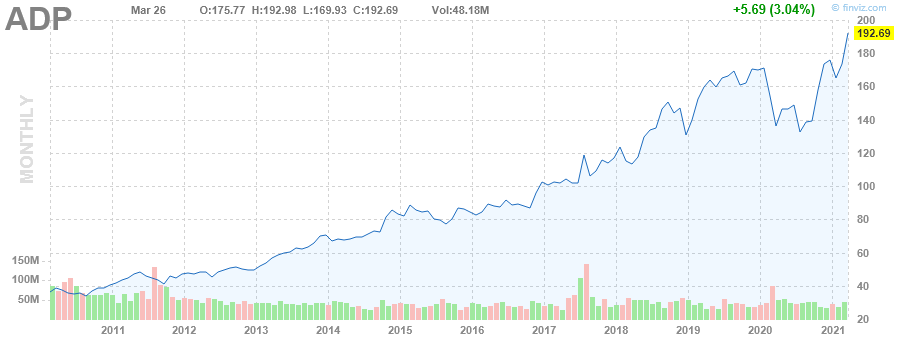 ADP
Mar 26 O:175.77 H:192.98 L:169.93 C:192.69 Vol:48.18M +5.69 (3.04%) © finviz.com
MONTHLY
200
192.69
180
160
140
120
100
80
60
40
20
150M
100M
50M
2011 2012 2013 2014 2015 2016 2017 2018 2019 2020 2021